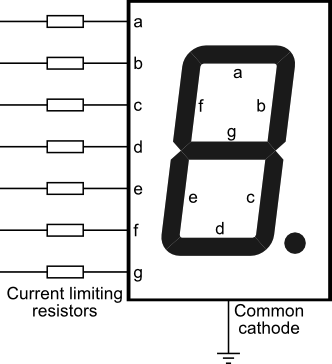 a
b
c
d
e
f
g
a
f
b
g
e
c
d
Current limiting
resistors
Common
cathode